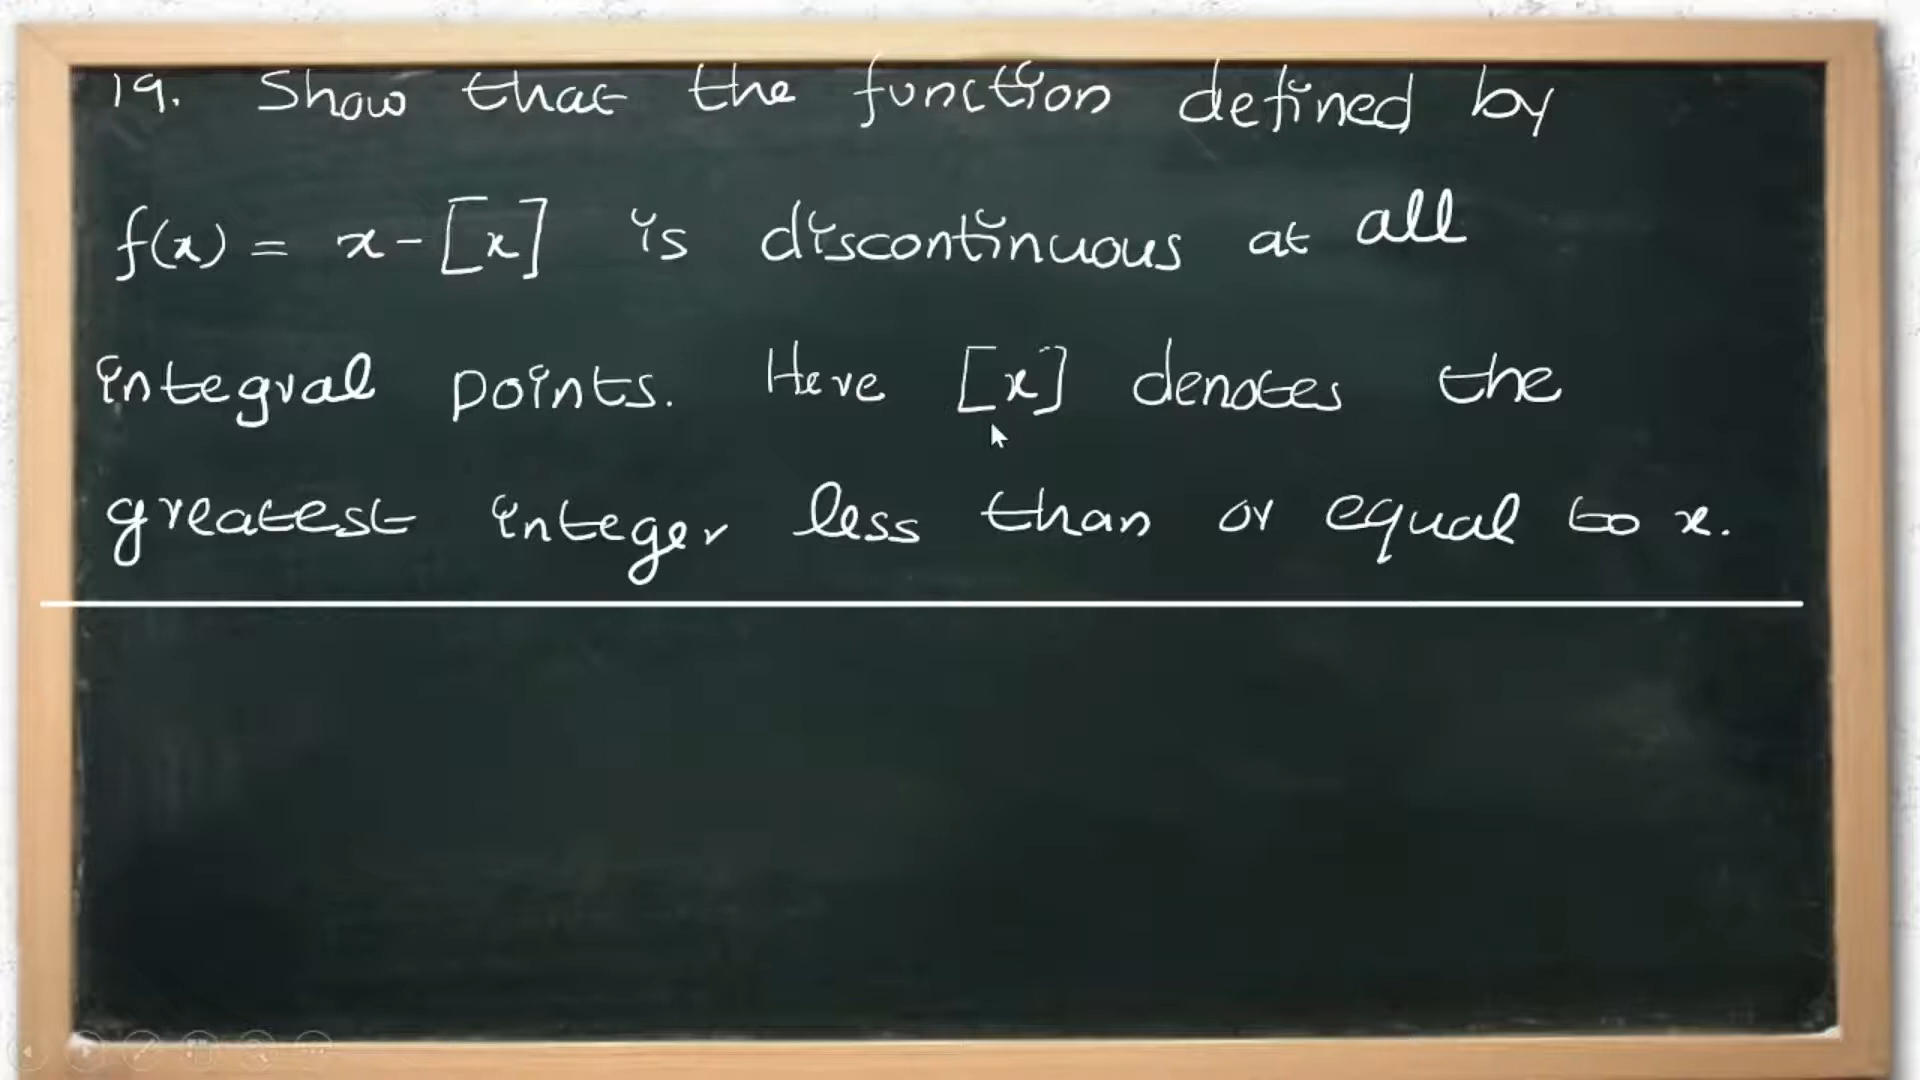 19. Show that the function defined by
f(x) = x - [x] is discontinuous at all
integral points. Here [x] denotes the
greatest integer less than or equal to x.